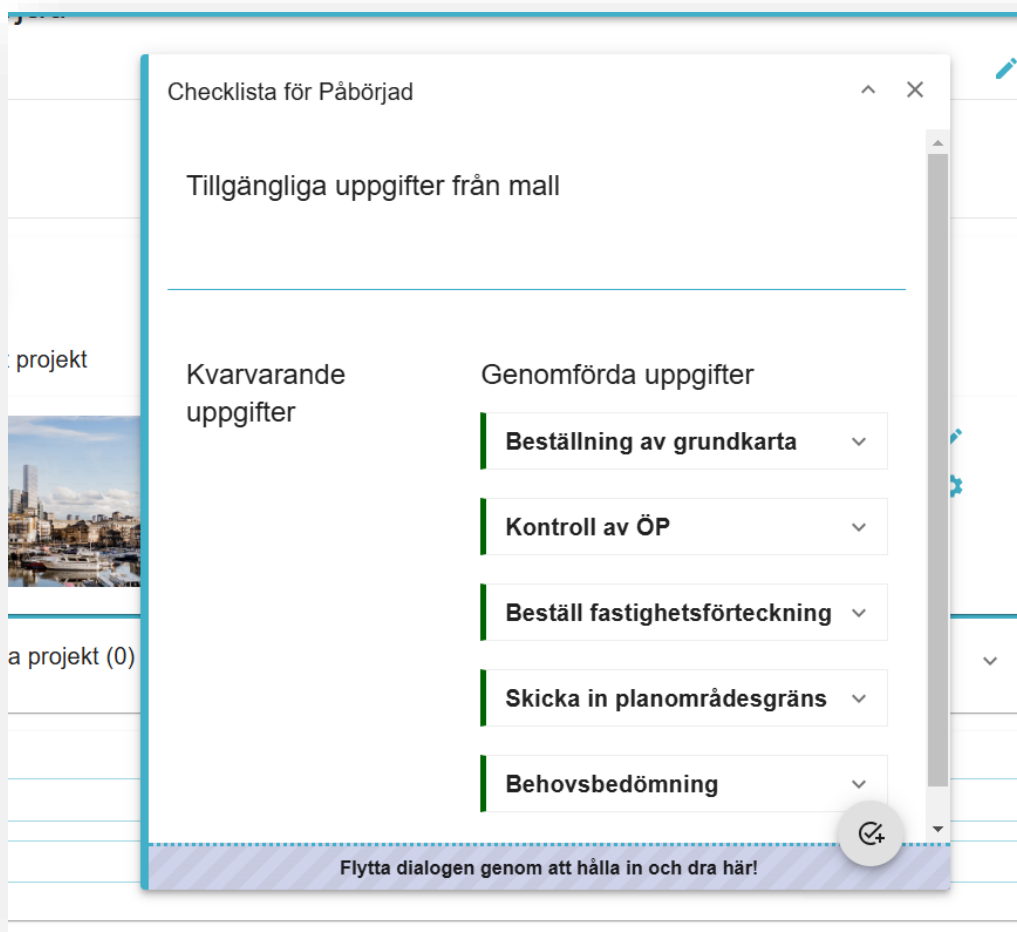 Checklista för Påbörjad
Tillgängliga uppgifter från mall
projekt
Kvarvarande
uppgifter
Genomförda uppgifter
Beställning av grundkarta
Kontroll av ÖP
Beställ fastighetsförteckning
a projekt (0)
Skicka in planområdesgräns
Behovsbedömning
Flytta dialogen genom att hålla in och dra här!